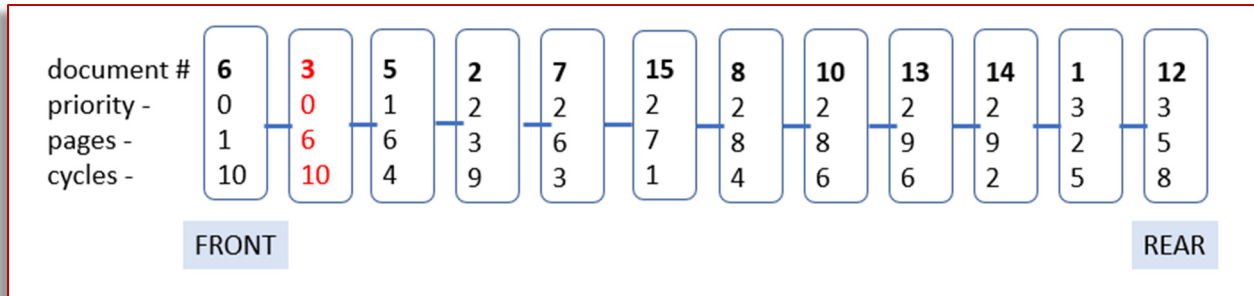 document # 6 3 5 2 7 15 8 10 13 14 1 12
priority - 0 0 1 2 2 2 2 2 2 2 3 3
pages - 1 6 6 3 6 7 8 8 9 9 2 5
cycles - 10 10 4 9 3 1 4 6 6 2 5 8
FRONT REAR